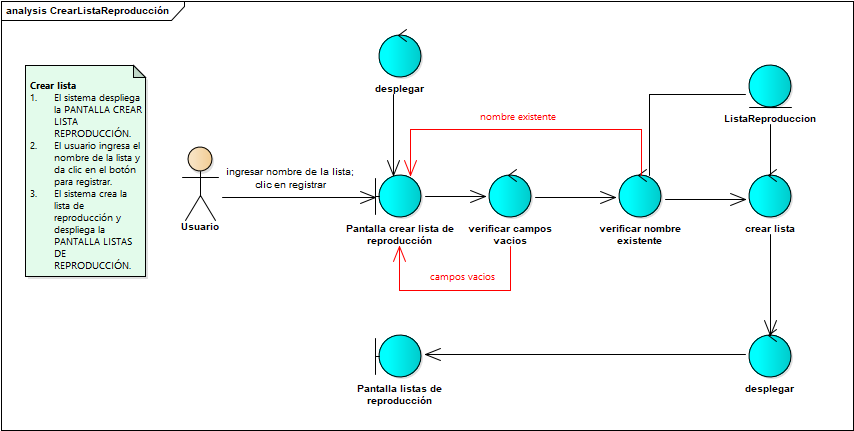 analysis CrearListaReproducción
Crear lista
1. El sistema despliega
la PANTALLA CREAR
LISTA
REPRODUCCIÓN.
2. El usuario ingresa el
nombre de la lista y
da clic en el botón
para registrar.
3. El sistema crea la
lista de
reproducción y
despliega la
PANTALLA LISTAS
DE
REPRODUCCIÓN.
desplegar
nombre existente
ListaReproduccion
ingresar nombre de la lista;
clic en registrar
Usuario
Pantalla crear lista de
reproducción
verificar campos
vacios
verificar nombre
existente
crear lista
campos vacios
Pantalla listas de
reproducción
desplegar